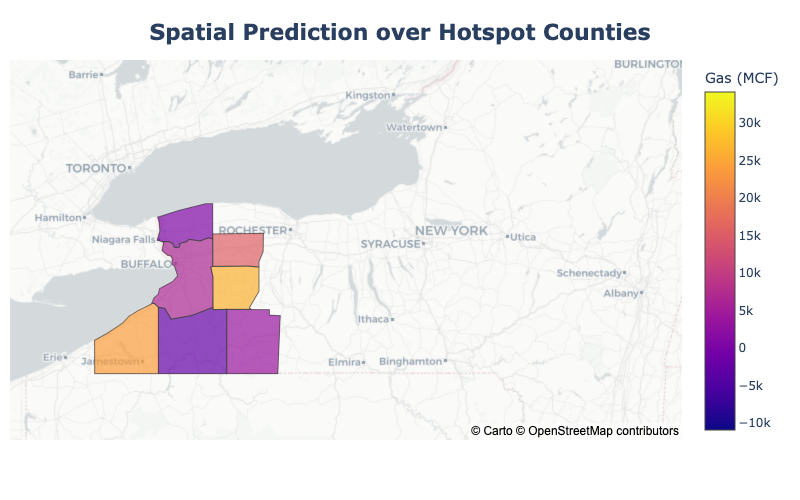 Spatial Prediction over Hotspot Counties
BURLINGTON
Barrie
Kingston
Watertown
TORONTO
Hamilton
Niagara Falls
ROCHESTER
NEW YORK
SYRACUSE
Utica
BUFFALO
Schenectady
Albany
Ithaca
Erie
Jamestown
Elmira
Binghamton
© Carto © OpenStreetMap contributors
Gas (MCF)
30k
25k
20k
15k
10k
5k
0
−5k
−10k